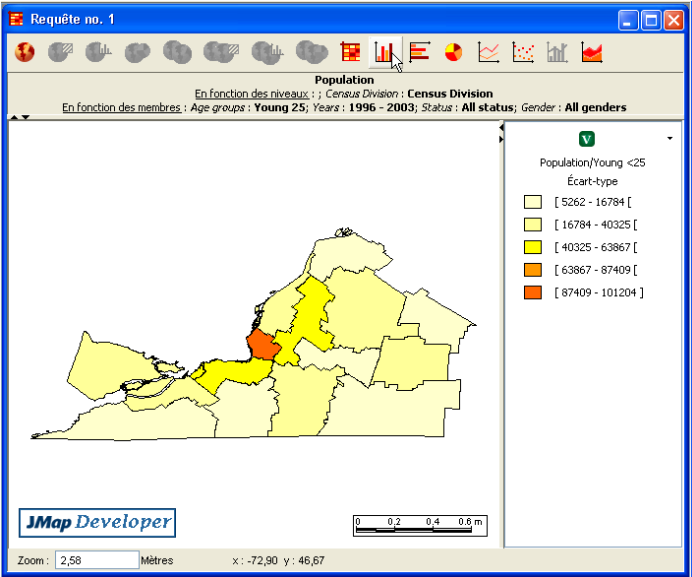 Requête no. 1
Population
En fonction des niveaux : ; Census Division : Census Division
En fonction des membres : Age groups : Young 25; Years : 1996 - 2003; Status : All status; Gender : All genders
V
Population/Young <25
Écart-type
[ 5262 - 16784 [
[ 16784 - 40325 [
[ 40325 - 63867 [
[ 63867 - 87409 [
[ 87409 - 101204 ]
JMap Developer
0 0,2 0,4 0,6 m
Zoom : 2,58 Mètres x : -72,90 y : 46,67